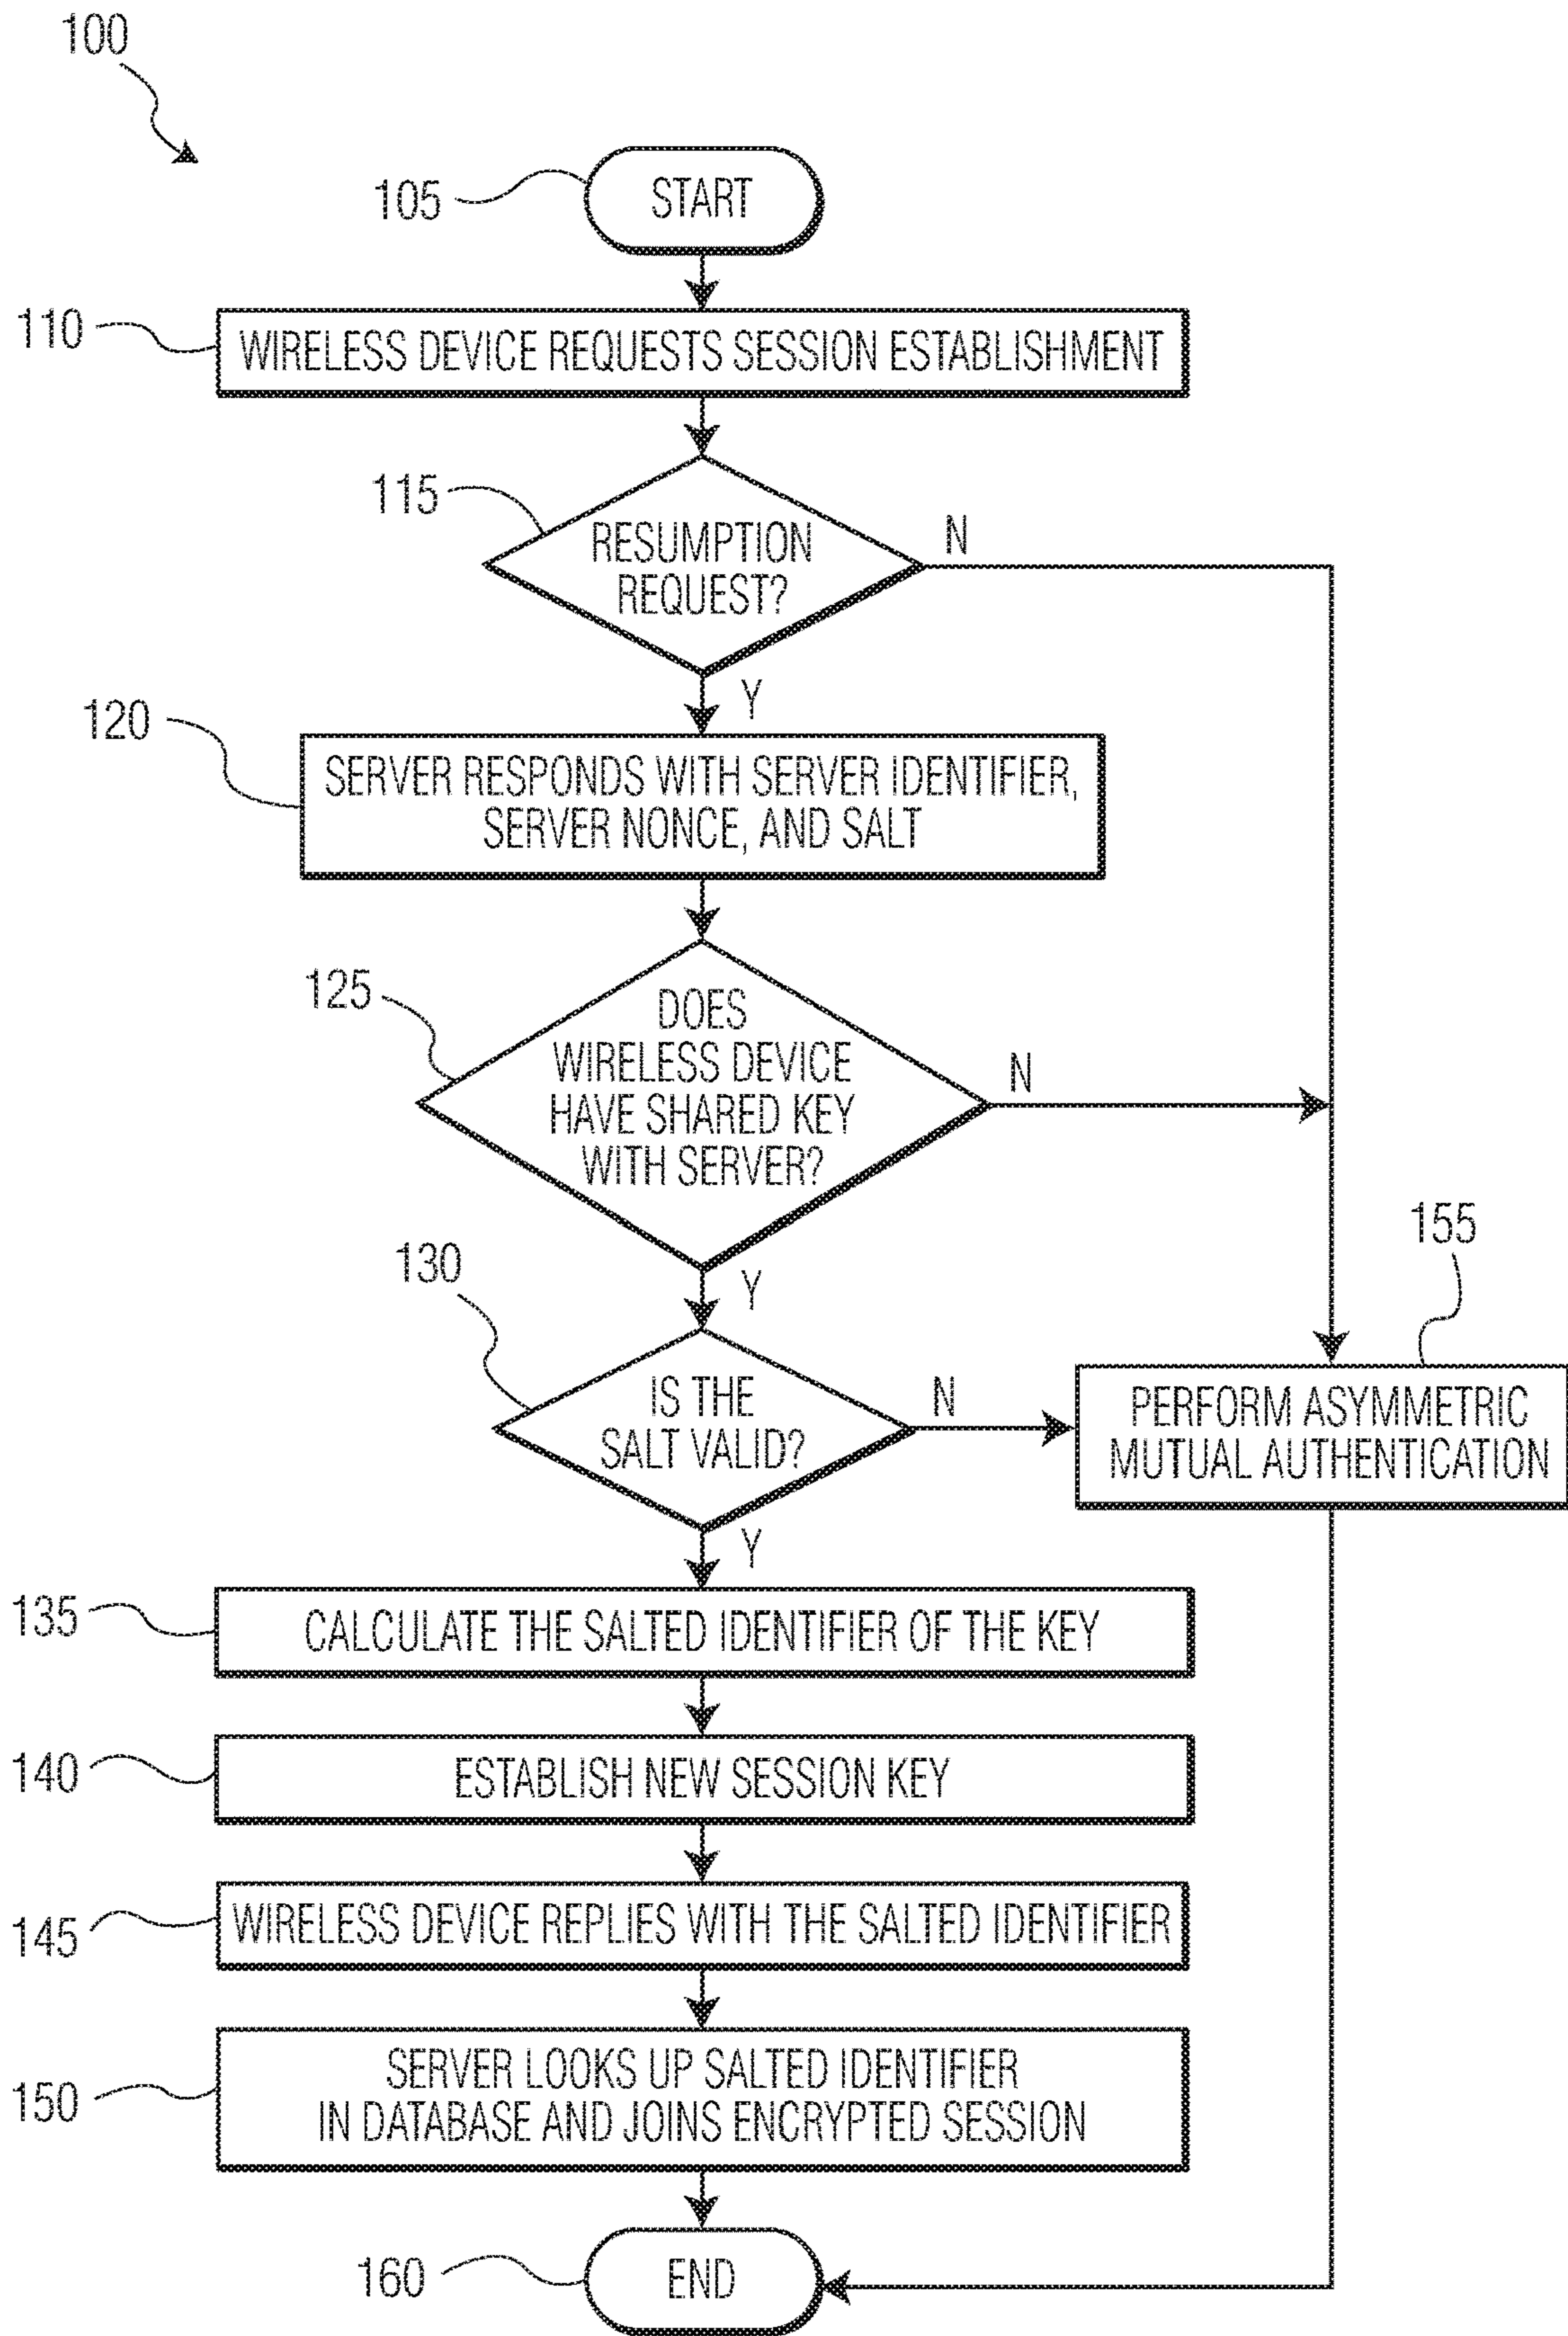 100
105
START
110
WIRELESS DEVICE REQUESTS SESSION ESTABLISHMENT
115
RESUMPTION
REQUEST?
N
Y
120
SERVER RESPONDS WITH SERVER IDENTIFIER,
SERVER NONCE, AND SALT
125
DOES
WIRELESS DEVICE
HAVE SHARED KEY
WITH SERVER?
N
Y
130
IS THE
SALT VALID?
N
Y
155
PERFORM ASYMMETRIC
MUTUAL AUTHENTICATION
135
CALCULATE THE SALTED IDENTIFIER OF THE KEY
140
ESTABLISH NEW SESSION KEY
145
WIRELESS DEVICE REPLIES WITH THE SALTED IDENTIFIER
150
SERVER LOOKS UP SALTED IDENTIFIER
IN DATABASE AND JOINS ENCRYPTED SESSION
160
END